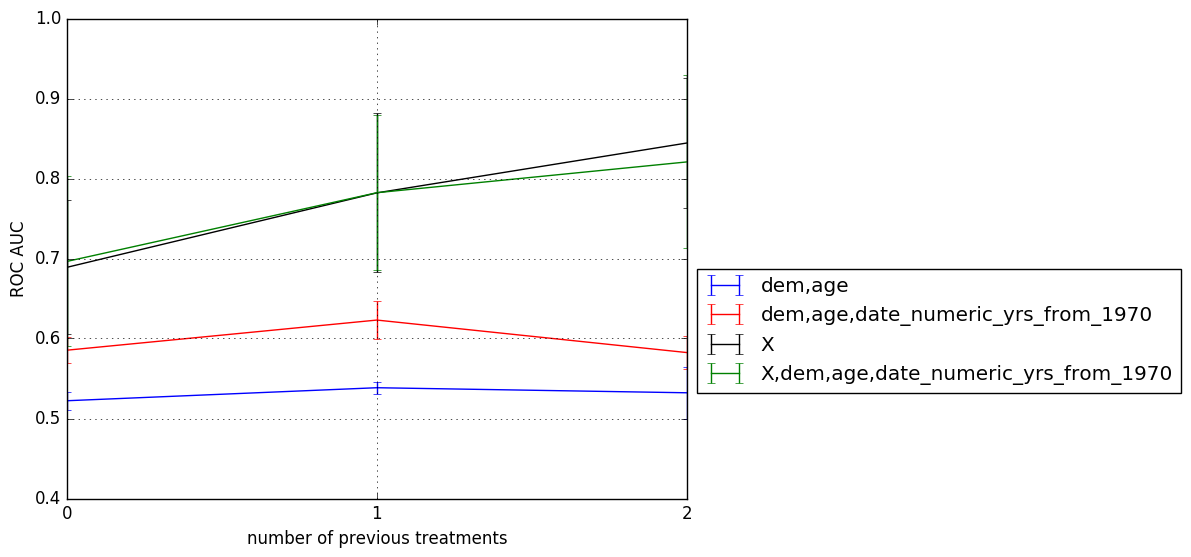 1.0
0.9
0.8
0.7
0.6
0.5
0.4
ROC AUC
0 1 2
number of previous treatments
dem,age
dem,age,date_numeric_yrs_from_1970
X
X,dem,age,date_numeric_yrs_from_1970